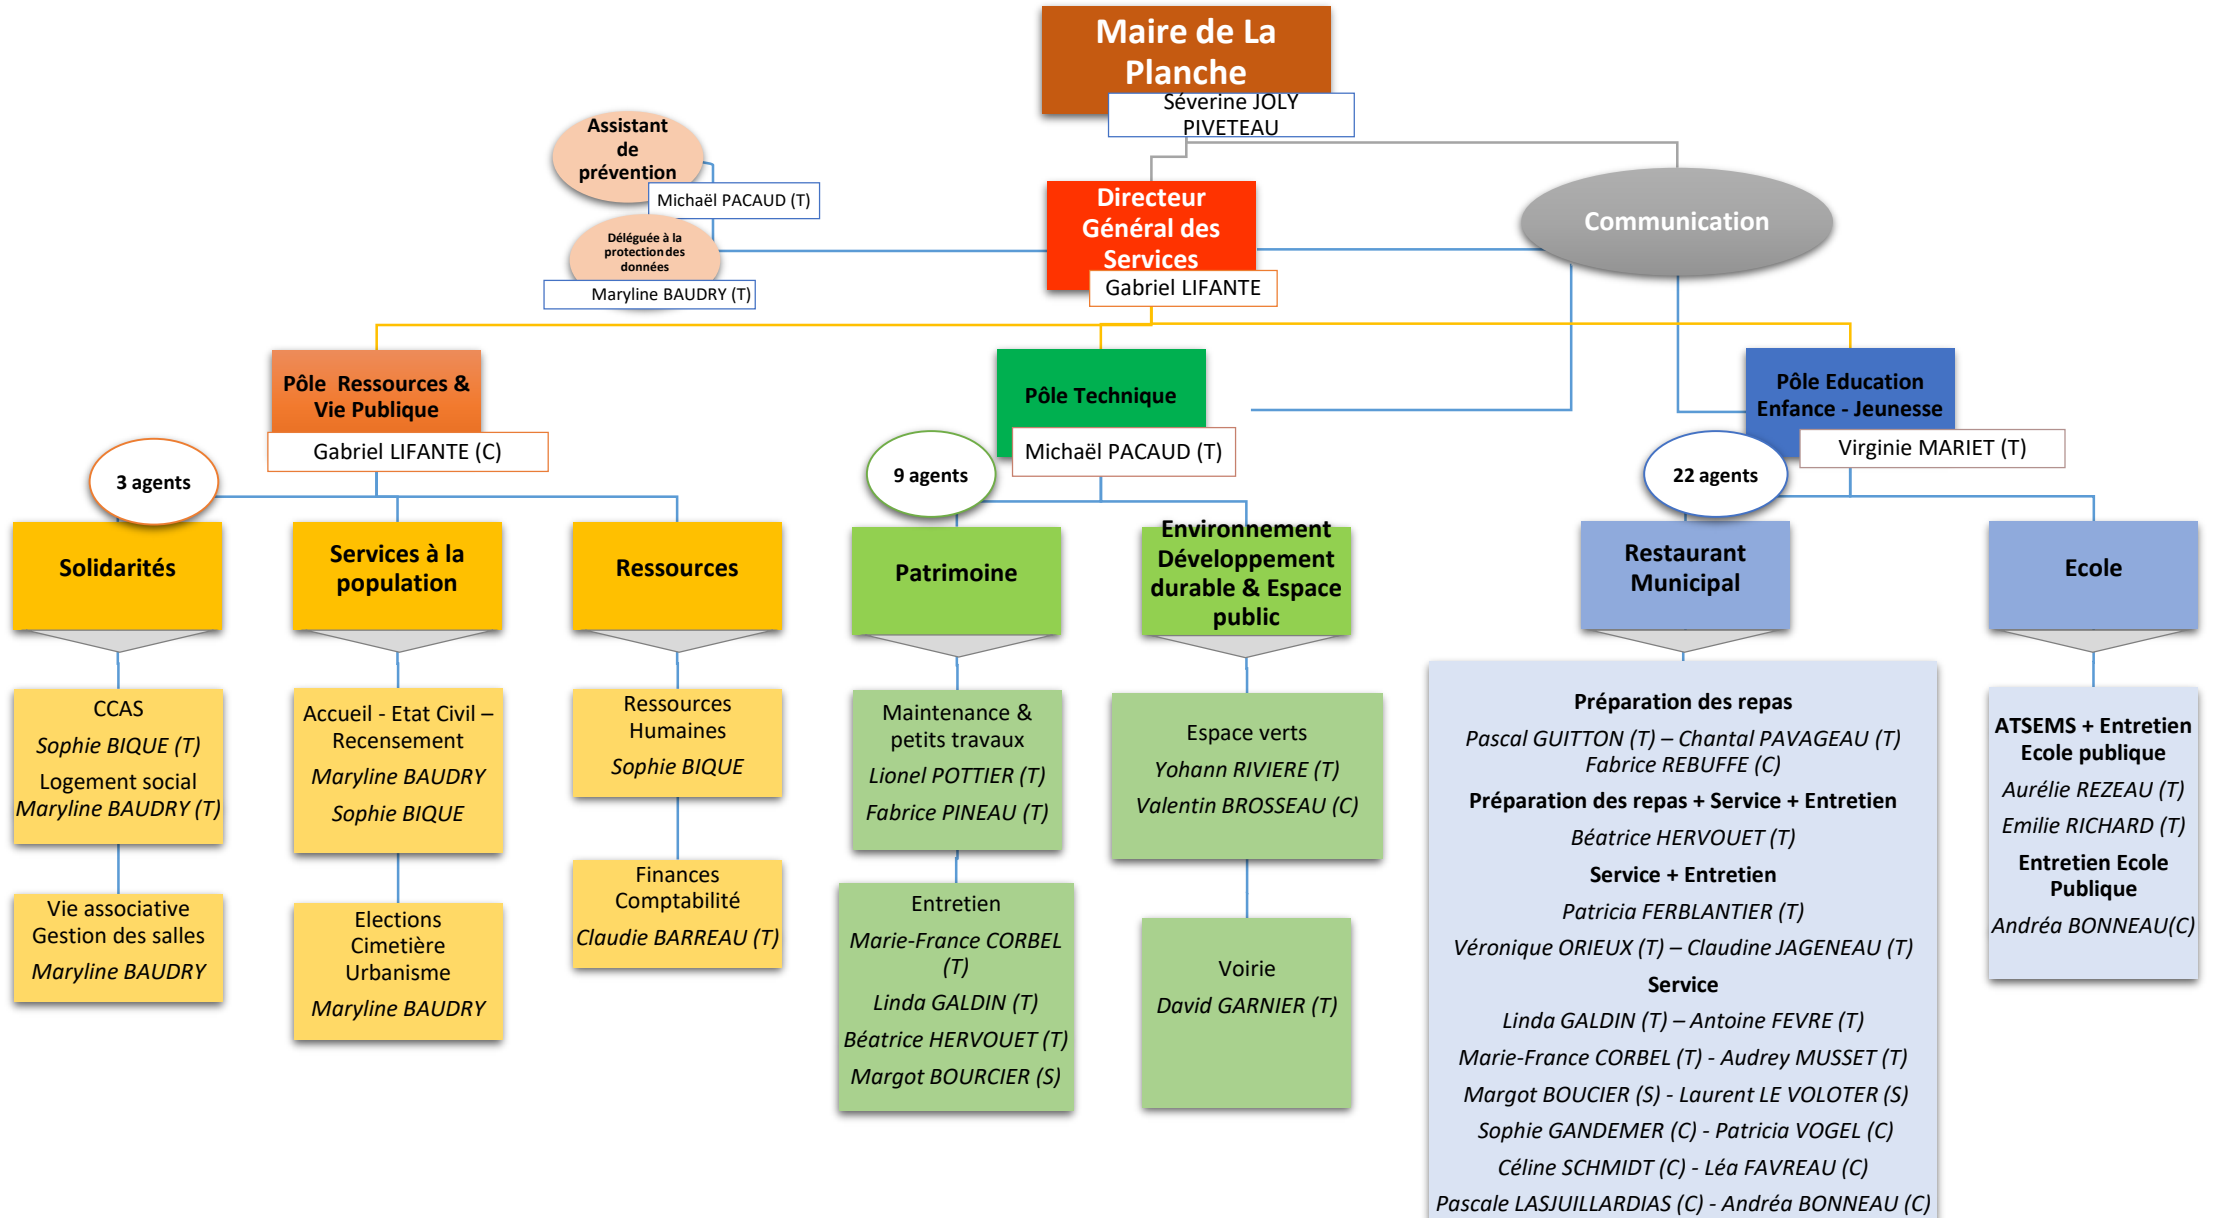 Maire de La
Planche
Séverine JOLY
PIVETEAU
Assistant
de
prévention
Michaël PACAUD (T)
Déléguée à la
protection des
données
Maryline BAUDRY (T)
Directeur
Général des
Services
Gabriel LIFANTE
Communication
Pôle Ressources &
Vie Publique
Gabriel LIFANTE (C)
3 agents
Pôle Technique
Michaël PACAUD (T)
9 agents
Pôle Education
Enfance - Jeunesse
Virginie MARIET (T)
22 agents
Solidarités
Services à la
population
Ressources
Patrimoine
Environnement
Développement
durable & Espace
public
Restaurant
Municipal
Ecole
CCAS
Sophie BIQUE (T)
Logement social
Maryline BAUDRY (T)
Vie associative
Gestion des salles
Maryline BAUDRY
Accueil - Etat Civil –
Recensement
Maryline BAUDRY
Sophie BIQUE
Elections
Cimetière
Urbanisme
Maryline BAUDRY
Ressources
Humaines
Sophie BIQUE
Finances
Comptabilité
Claudie BARREAU (T)
Maintenance &
petits travaux
Lionel POTTIER (T)
Fabrice PINEAU (T)
Entretien
Marie-France CORBEL
(T)
Linda GALDIN (T)
Béatrice HERVOUET (T)
Margot BOURCIER (S)
Espace verts
Yohann RIVIERE (T)
Valentin BROSSEAU (C)
Voirie
David GARNIER (T)
Préparation des repas
Pascal GUITTON (T) – Chantal PAVAGEAU (T)
Fabrice REBUFFE (C)
Préparation des repas + Service + Entretien
Béatrice HERVOUET (T)
Service + Entretien
Patricia FERBLANTIER (T)
Véronique ORIEUX (T) – Claudine JAGENEAU (T)
Service
Linda GALDIN (T) – Antoine FEVRE (T)
Marie-France CORBEL (T) - Audrey MUSSET (T)
Margot BOUCIER (S) - Laurent LE VOLOTER (S)
Sophie GANDEMER (C) - Patricia VOGEL (C)
Céline SCHMIDT (C) - Léa FAVREAU (C)
Pascale LASJUILLARDIAS (C) - Andréa BONNEAU (C)
ATSEMS + Entretien
Ecole publique
Aurélie REZEAU (T)
Emilie RICHARD (T)
Entretien Ecole
Publique
Andréa BONNEAU(C)